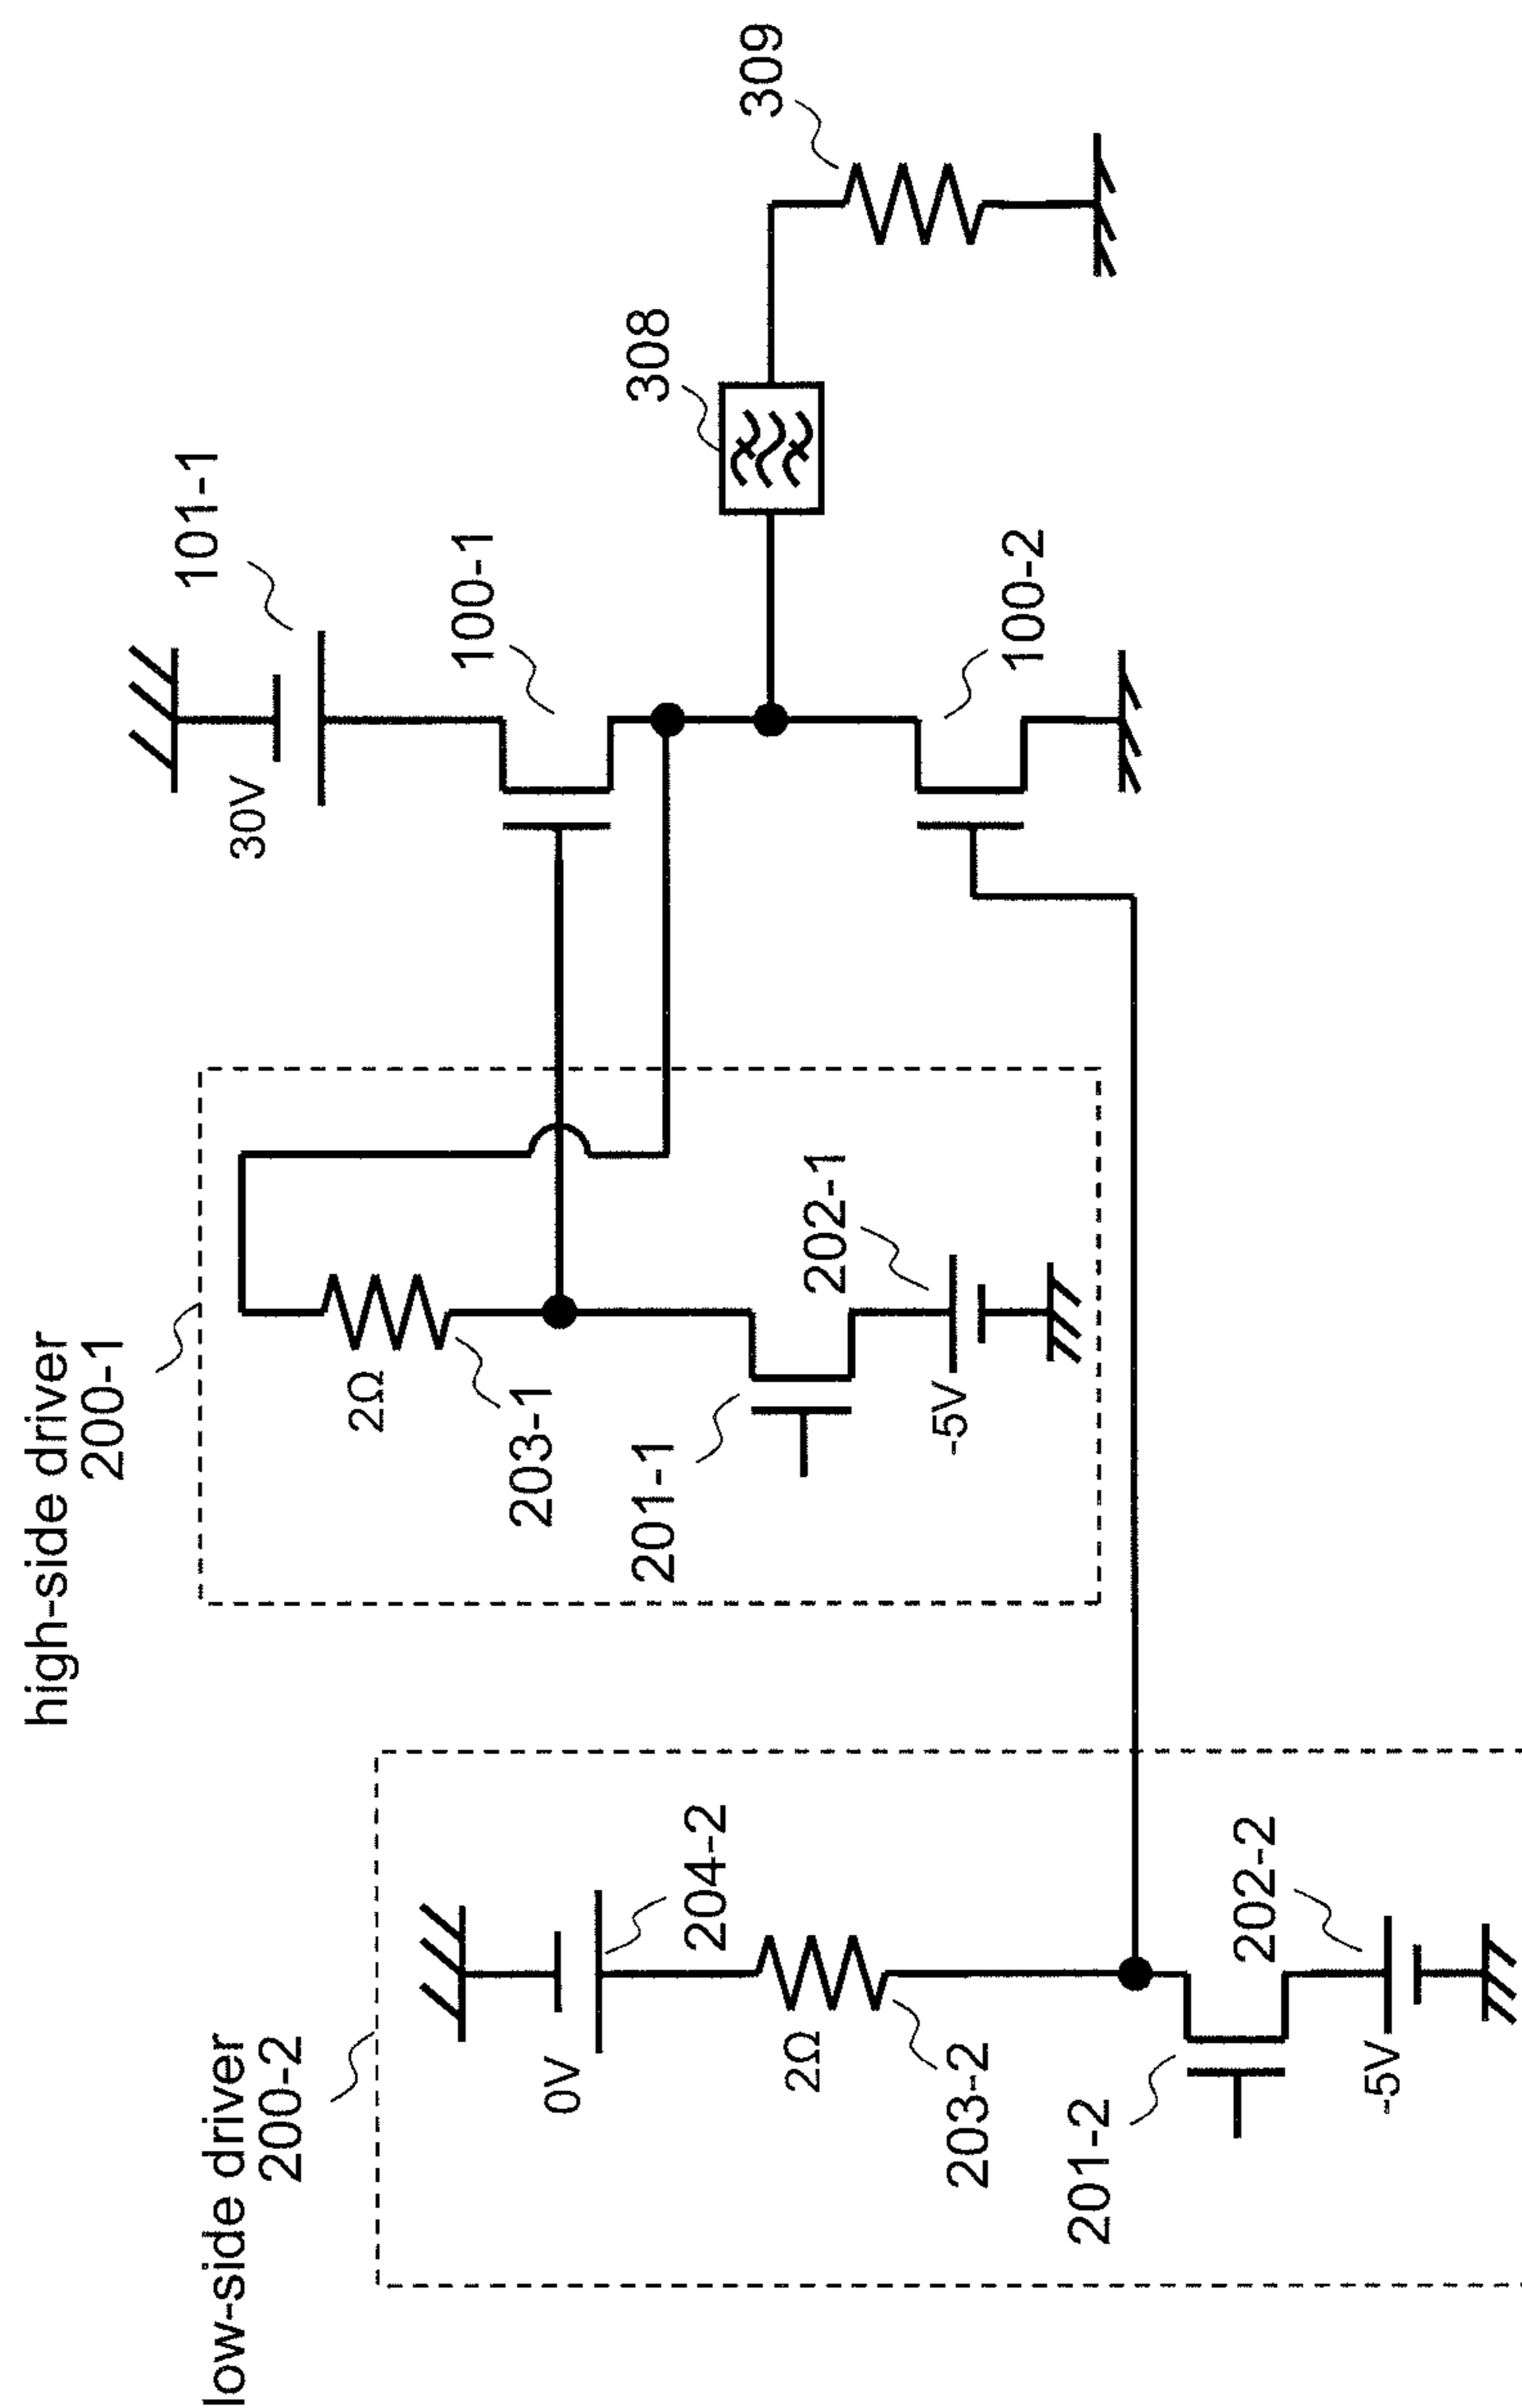 high-side driver
200-1
low-side driver
200-2
30V
101-1
100-1
100-2
308
309
2Ω
203-1
201-1
202-1
-5V
0V
204-2
2Ω
203-2
201-2
202-2
-5V